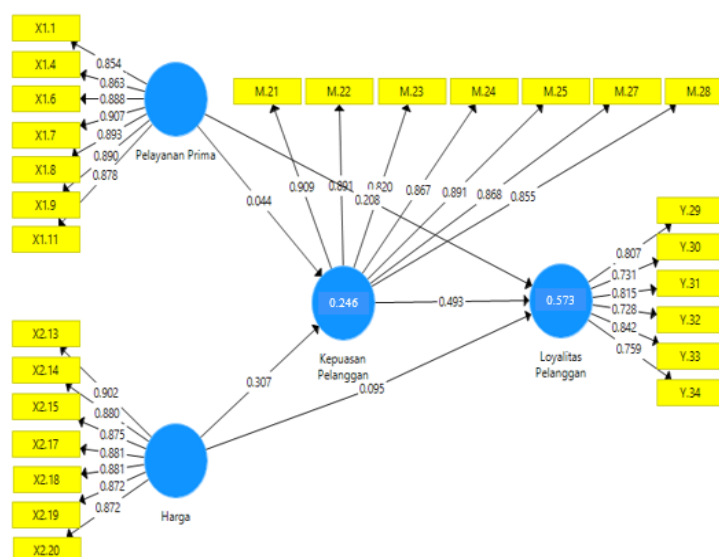 X1.1
X1.4
X1.6
X1.7
X1.8
X1.9
X1.11
0.854
0.863
0.888
0.907
0.893
0.890
0.878
Pelayanan Prima
M.21
M.22
M.23
M.24
M.25
M.27
M.28
0.909
0.891
0.820
0.867
0.891
0.868
0.855
0.044
0.208
0.246
Kepuasan
Pelanggan
0.493
0.573
Loyalitas
Pelanggan
Y.29
Y.30
Y.31
Y.32
Y.33
Y.34
0.807
0.731
0.815
0.728
0.842
0.759
0.307
0.095
X2.13
X2.14
X2.15
X2.17
X2.18
X2.19
X2.20
0.902
0.880
0.875
0.881
0.881
0.872
0.872
Harga